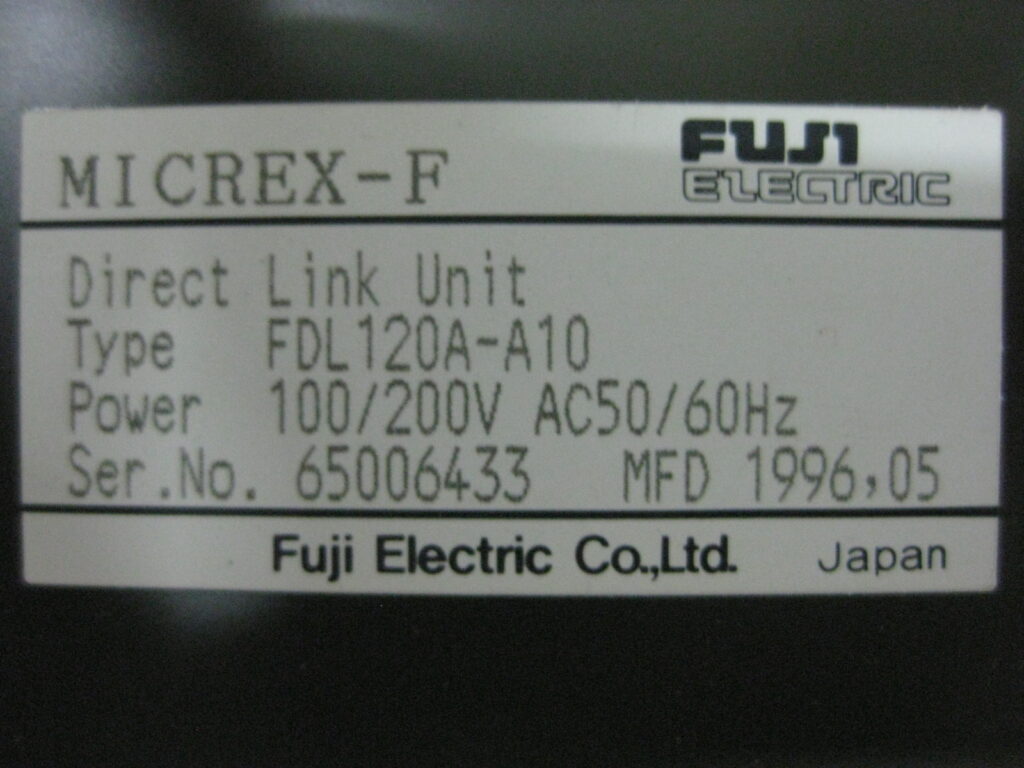 MICREX-F
FUJI
ELECTRIC
Direct Link Unit
Type FDL120A-A10
Power 100/200V AC50/60Hz
Ser.No. 65006433 MFD 1996,05
Fuji Electric Co.,Ltd. Japan